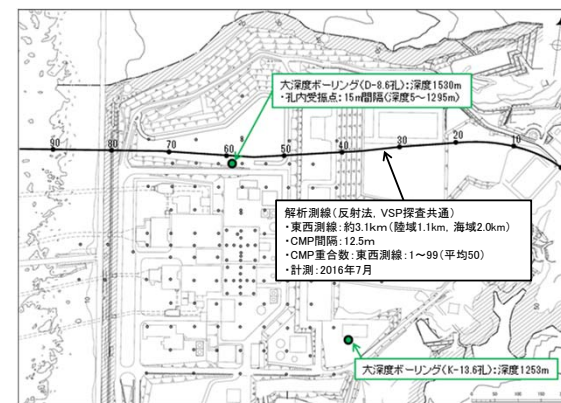 大深度ボーリング(D-8.6孔):深度1530m
・孔内受振点:15m間隔(深度5～1295m)
90
80
70
60
50
40
30
20
10
解析測線(反射法, VSP探査共通)
・東西測線:約3.1km(陸域1.1km, 海域2.0km)
・CMP間隔:12.5m
・CMP重合数:東西測線:1～99(平均50)
・計測:2016年7月
大深度ボーリング(K-13.6孔):深度1253m